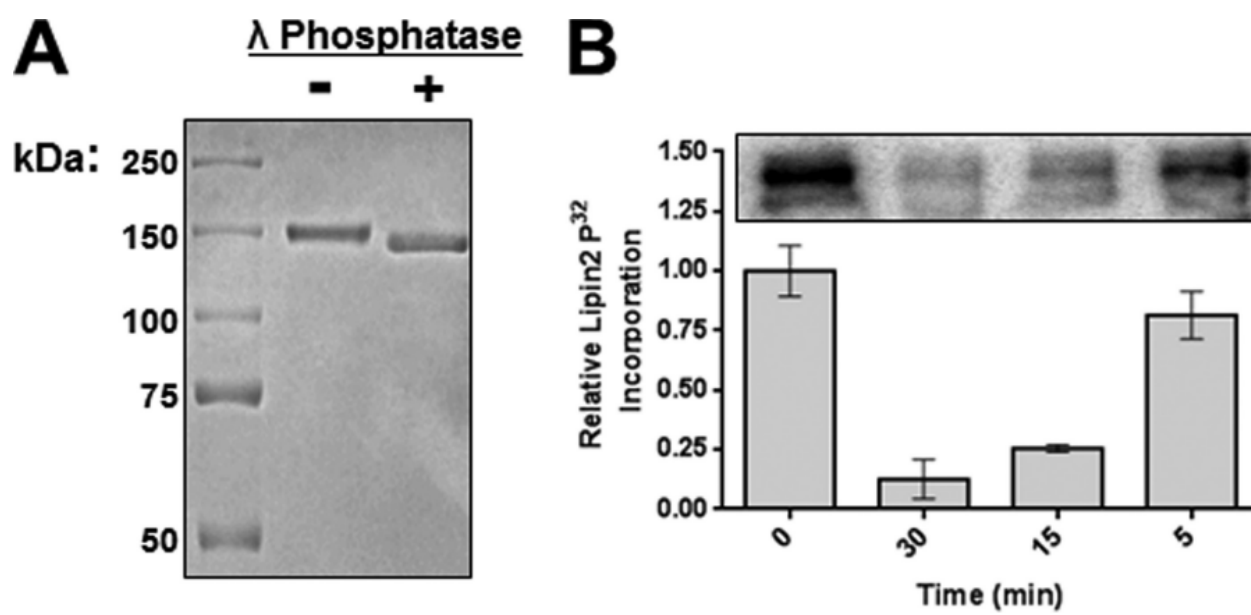 A
λ Phosphatase
- +
kDa:
250
150
100
75
50
B
Relative Lipin2 P32
Incorporation
1.50
1.25
1.00
0.75
0.50
0.25
0.00
0 30 15 5
Time (min)